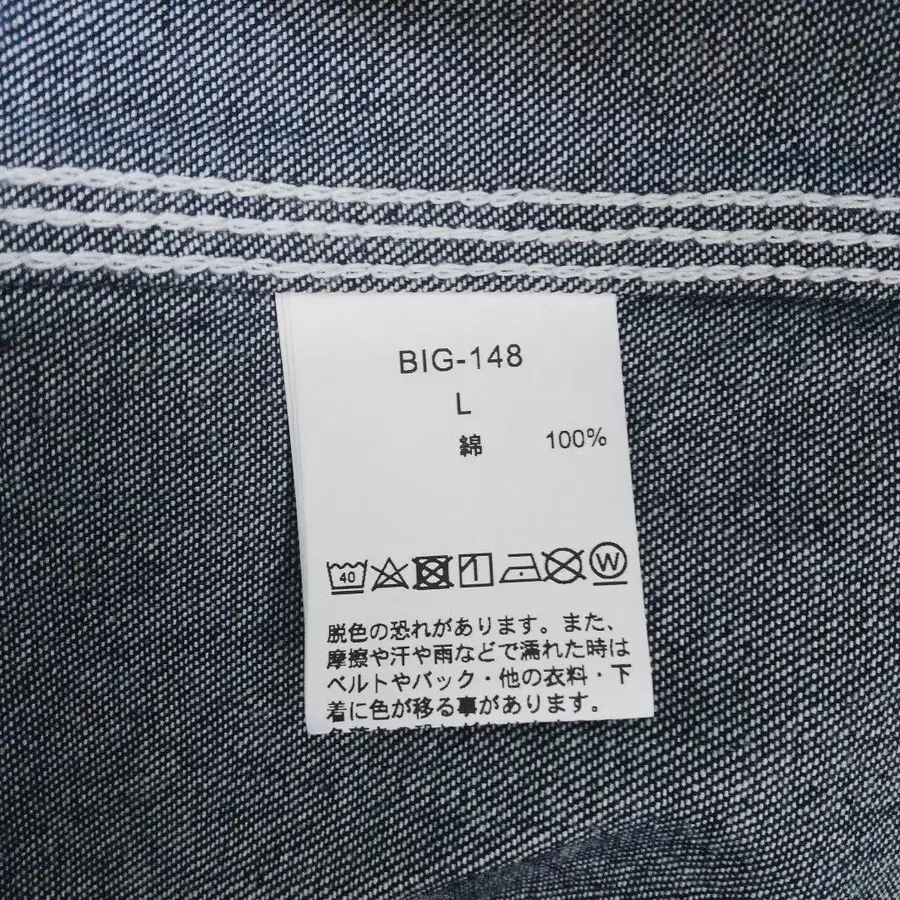 BIG-148
L
綿 100%
40
W
脱色の恐れがあります。また、
摩擦や汗や雨などで濡れた時は
ベルトやバック・他の衣料・下
着に色が移る事があります。